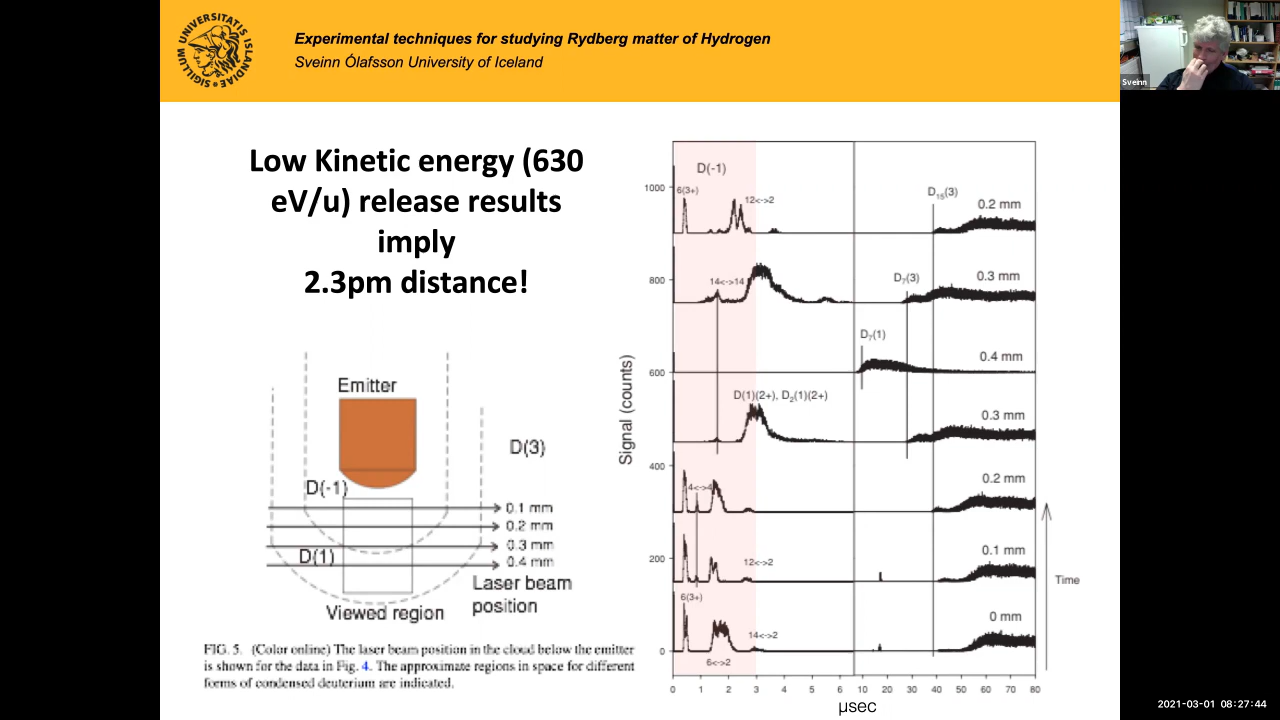 SIGILLUM UNIVERSITATIS ISLANDIAE
Experimental techniques for studying Rydberg matter of Hydrogen
Sveinn Ólafsson University of Iceland
Sveinn
Low Kinetic energy (630
eV/u) release results
imply
2.3pm distance!
Emitter
D(3)
D(-1)
0.1 mm
0.2 mm
0.3 mm
D(1)
0.4 mm
Laser beam
position
Viewed region
FIG. 5. (Color online) The laser beam position in the cloud below the emitter
is shown for the data in Fig. 4. The approximate regions in space for different
forms of condensed deuterium are indicated.
Signal (counts)
1000
800
600
400
200
0
D(-1)
6(3+)
12<->2
D15(3)
0.2 mm
14<->14
D7(3)
0.3 mm
D7(1)
0.4 mm
D(1)(2+), D2(1)(2+)
0.3 mm
4<->4
0.2 mm
12<->2
0.1 mm
Time
6(3+)
14<->2
0 mm
6<->2
0 1 2 3 4 5 6 10 20 30 40 50 60 70 80
µsec
2021-03-01 08:27:44